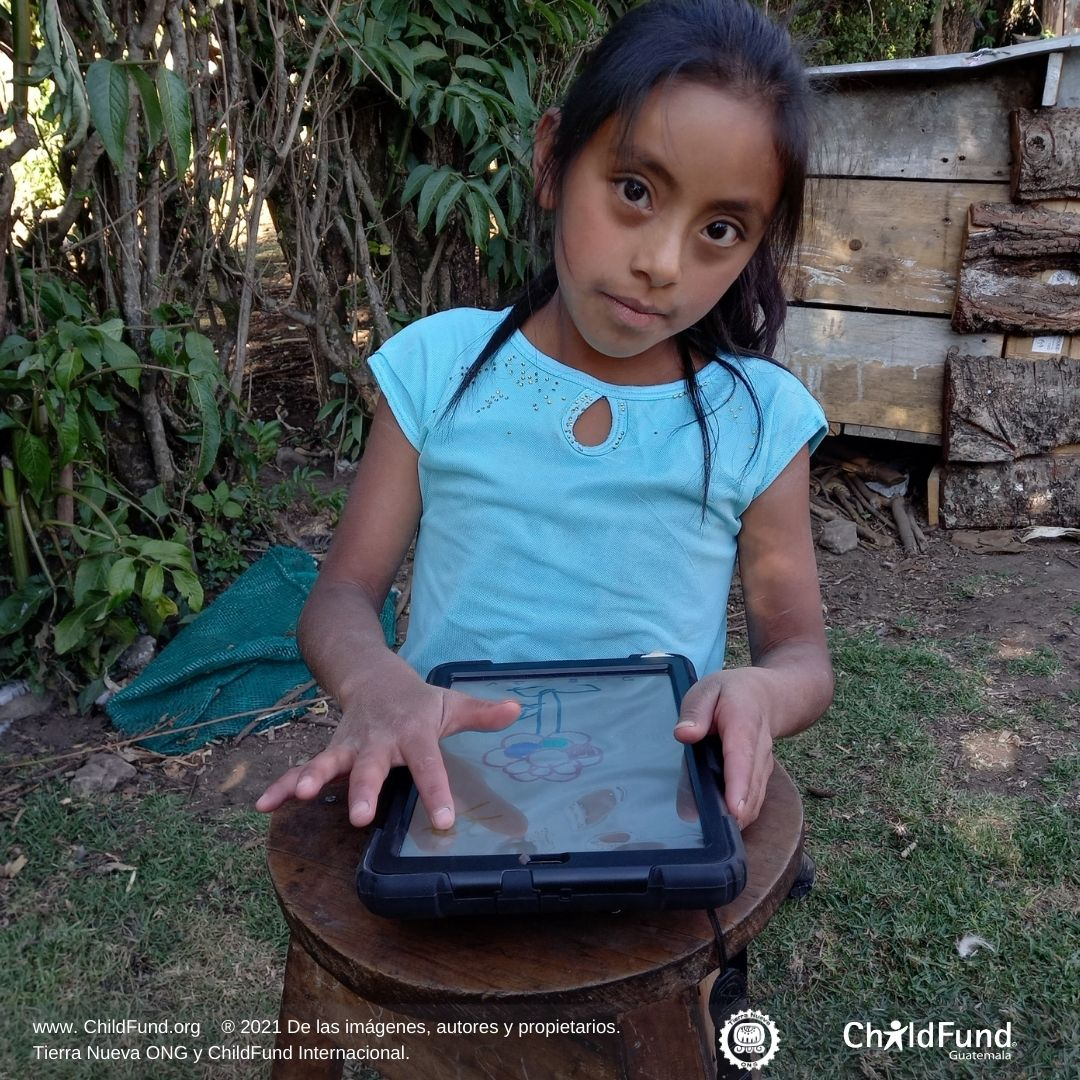 www. ChildFund.org ® 2021 De las imágenes, autores y propietarios.
Tierra Nueva ONG y ChildFund Internacional.
ChildFund®
Guatemala